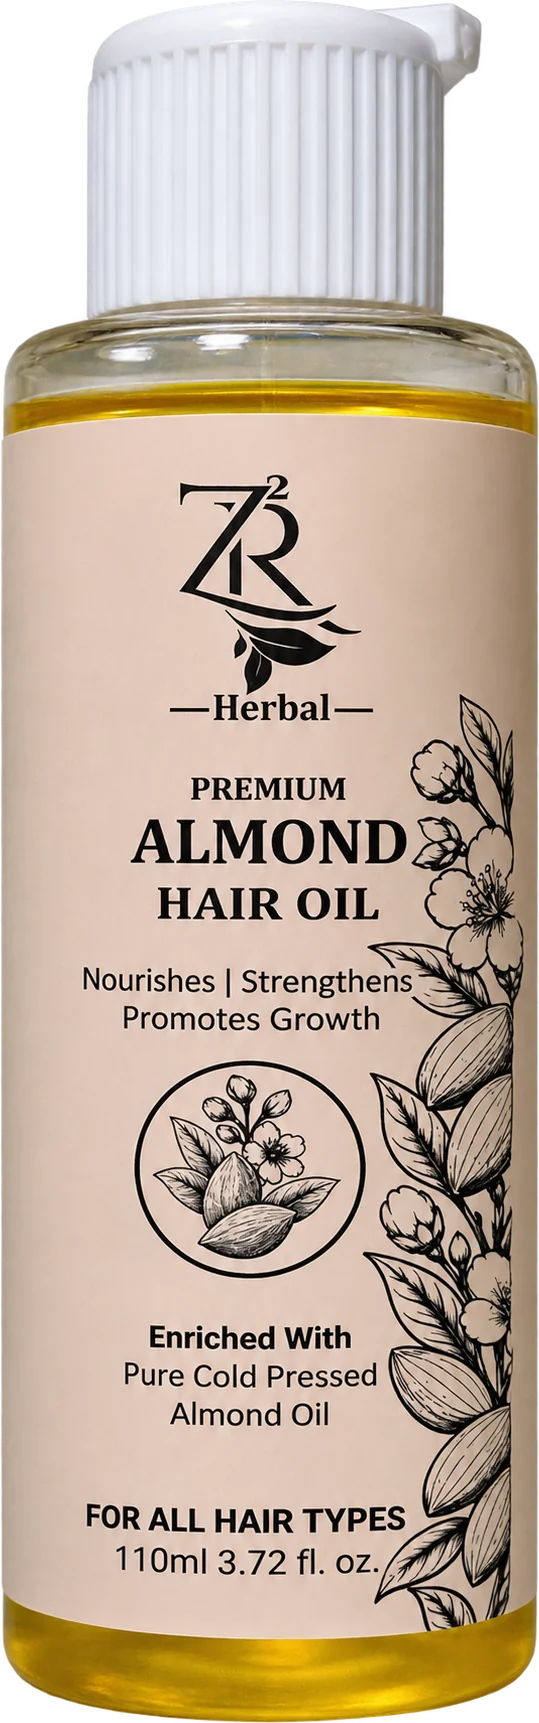 ZR²
Herbal
PREMIUM
ALMOND
HAIR OIL
Nourishes | Strengthens
Promotes Growth
Enriched With
Pure Cold Pressed
Almond Oil
FOR ALL HAIR TYPES
110ml 3.72 fl. oz.